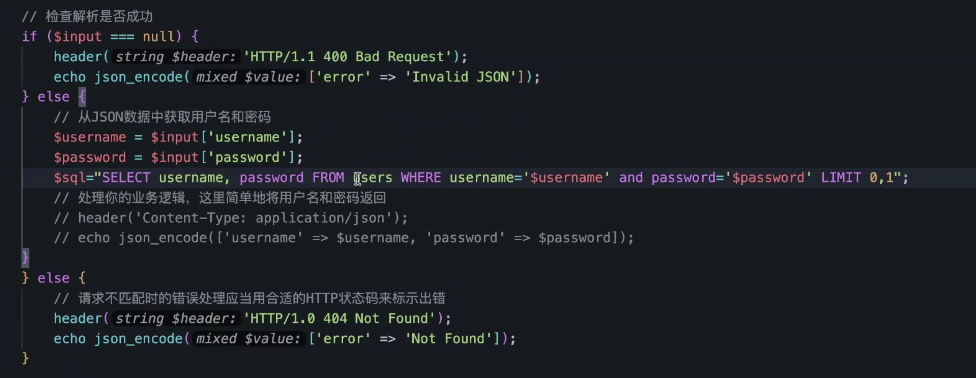 // 检查解析是否成功
if ($input === null) {
header( string $header: 'HTTP/1.1 400 Bad Request');
echo json_encode( mixed $value: ['error' => 'Invalid JSON']);
} else {
// 从JSON数据中获取用户名和密码
$username = $input['username'];
$password = $input['password'];
$sql="SELECT username, password FROM users WHERE username='$username' and password='$password' LIMIT 0,1";
// 处理你的业务逻辑，这里简单地将用户名和密码返回
// header('Content-Type: application/json');
// echo json_encode(['username' => $username, 'password' => $password]);
}
} else {
// 请求不匹配时的错误处理应当用合适的HTTP状态码来标示出错
header( string $header: 'HTTP/1.0 404 Not Found');
echo json_encode( mixed $value: ['error' => 'Not Found']);
}